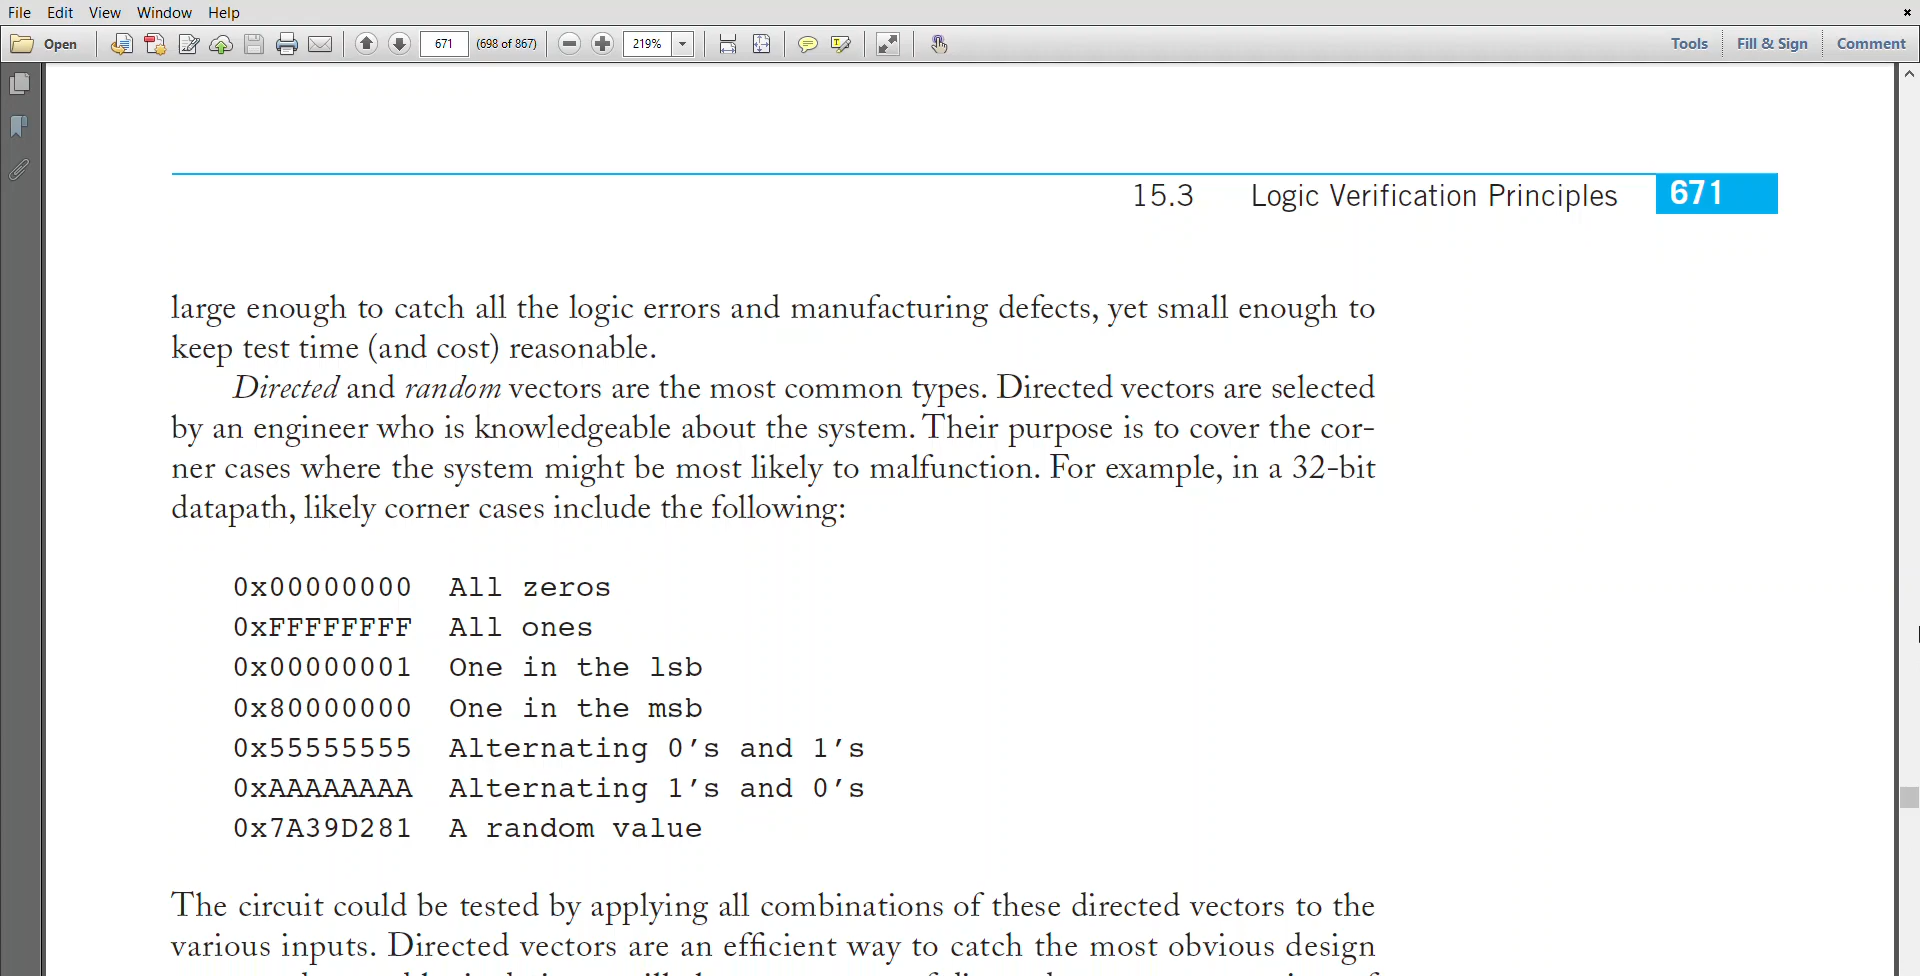 File Edit View Window Help
Open 671 (698 of 867) 219% Tools Fill & Sign Comment
15.3 Logic Verification Principles 671
large enough to catch all the logic errors and manufacturing defects, yet small enough to
keep test time (and cost) reasonable.
Directed and random vectors are the most common types. Directed vectors are selected
by an engineer who is knowledgeable about the system. Their purpose is to cover the cor-
ner cases where the system might be most likely to malfunction. For example, in a 32-bit
datapath, likely corner cases include the following:
0x00000000 All zeros
0xFFFFFFFF All ones
0x00000001 One in the lsb
0x80000000 One in the msb
0x55555555 Alternating 0’s and 1’s
0xAAAAAAAA Alternating 1’s and 0’s
0x7A39D281 A random value
The circuit could be tested by applying all combinations of these directed vectors to the
various inputs. Directed vectors are an efficient way to catch the most obvious design